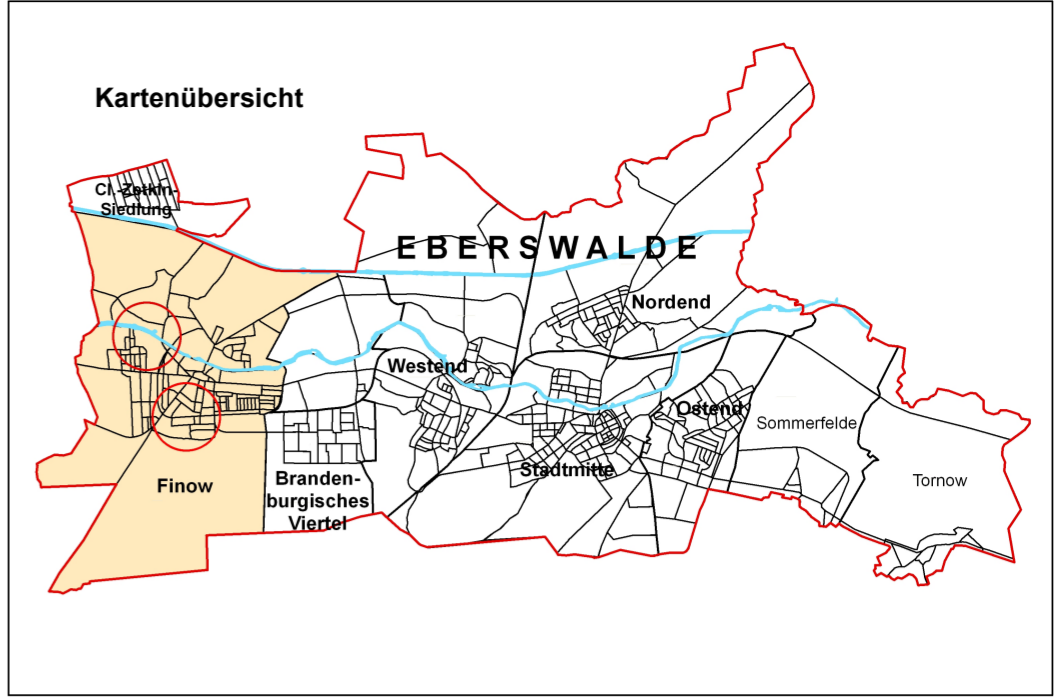 Kartenübersicht
Cl.-Zetkin-
Siedlung
EBERSWALDE
Nordend
Westend
Ostend
Sommerfelde
Stadtmitte
Finow
Branden-
burgisches
Viertel
Tornow